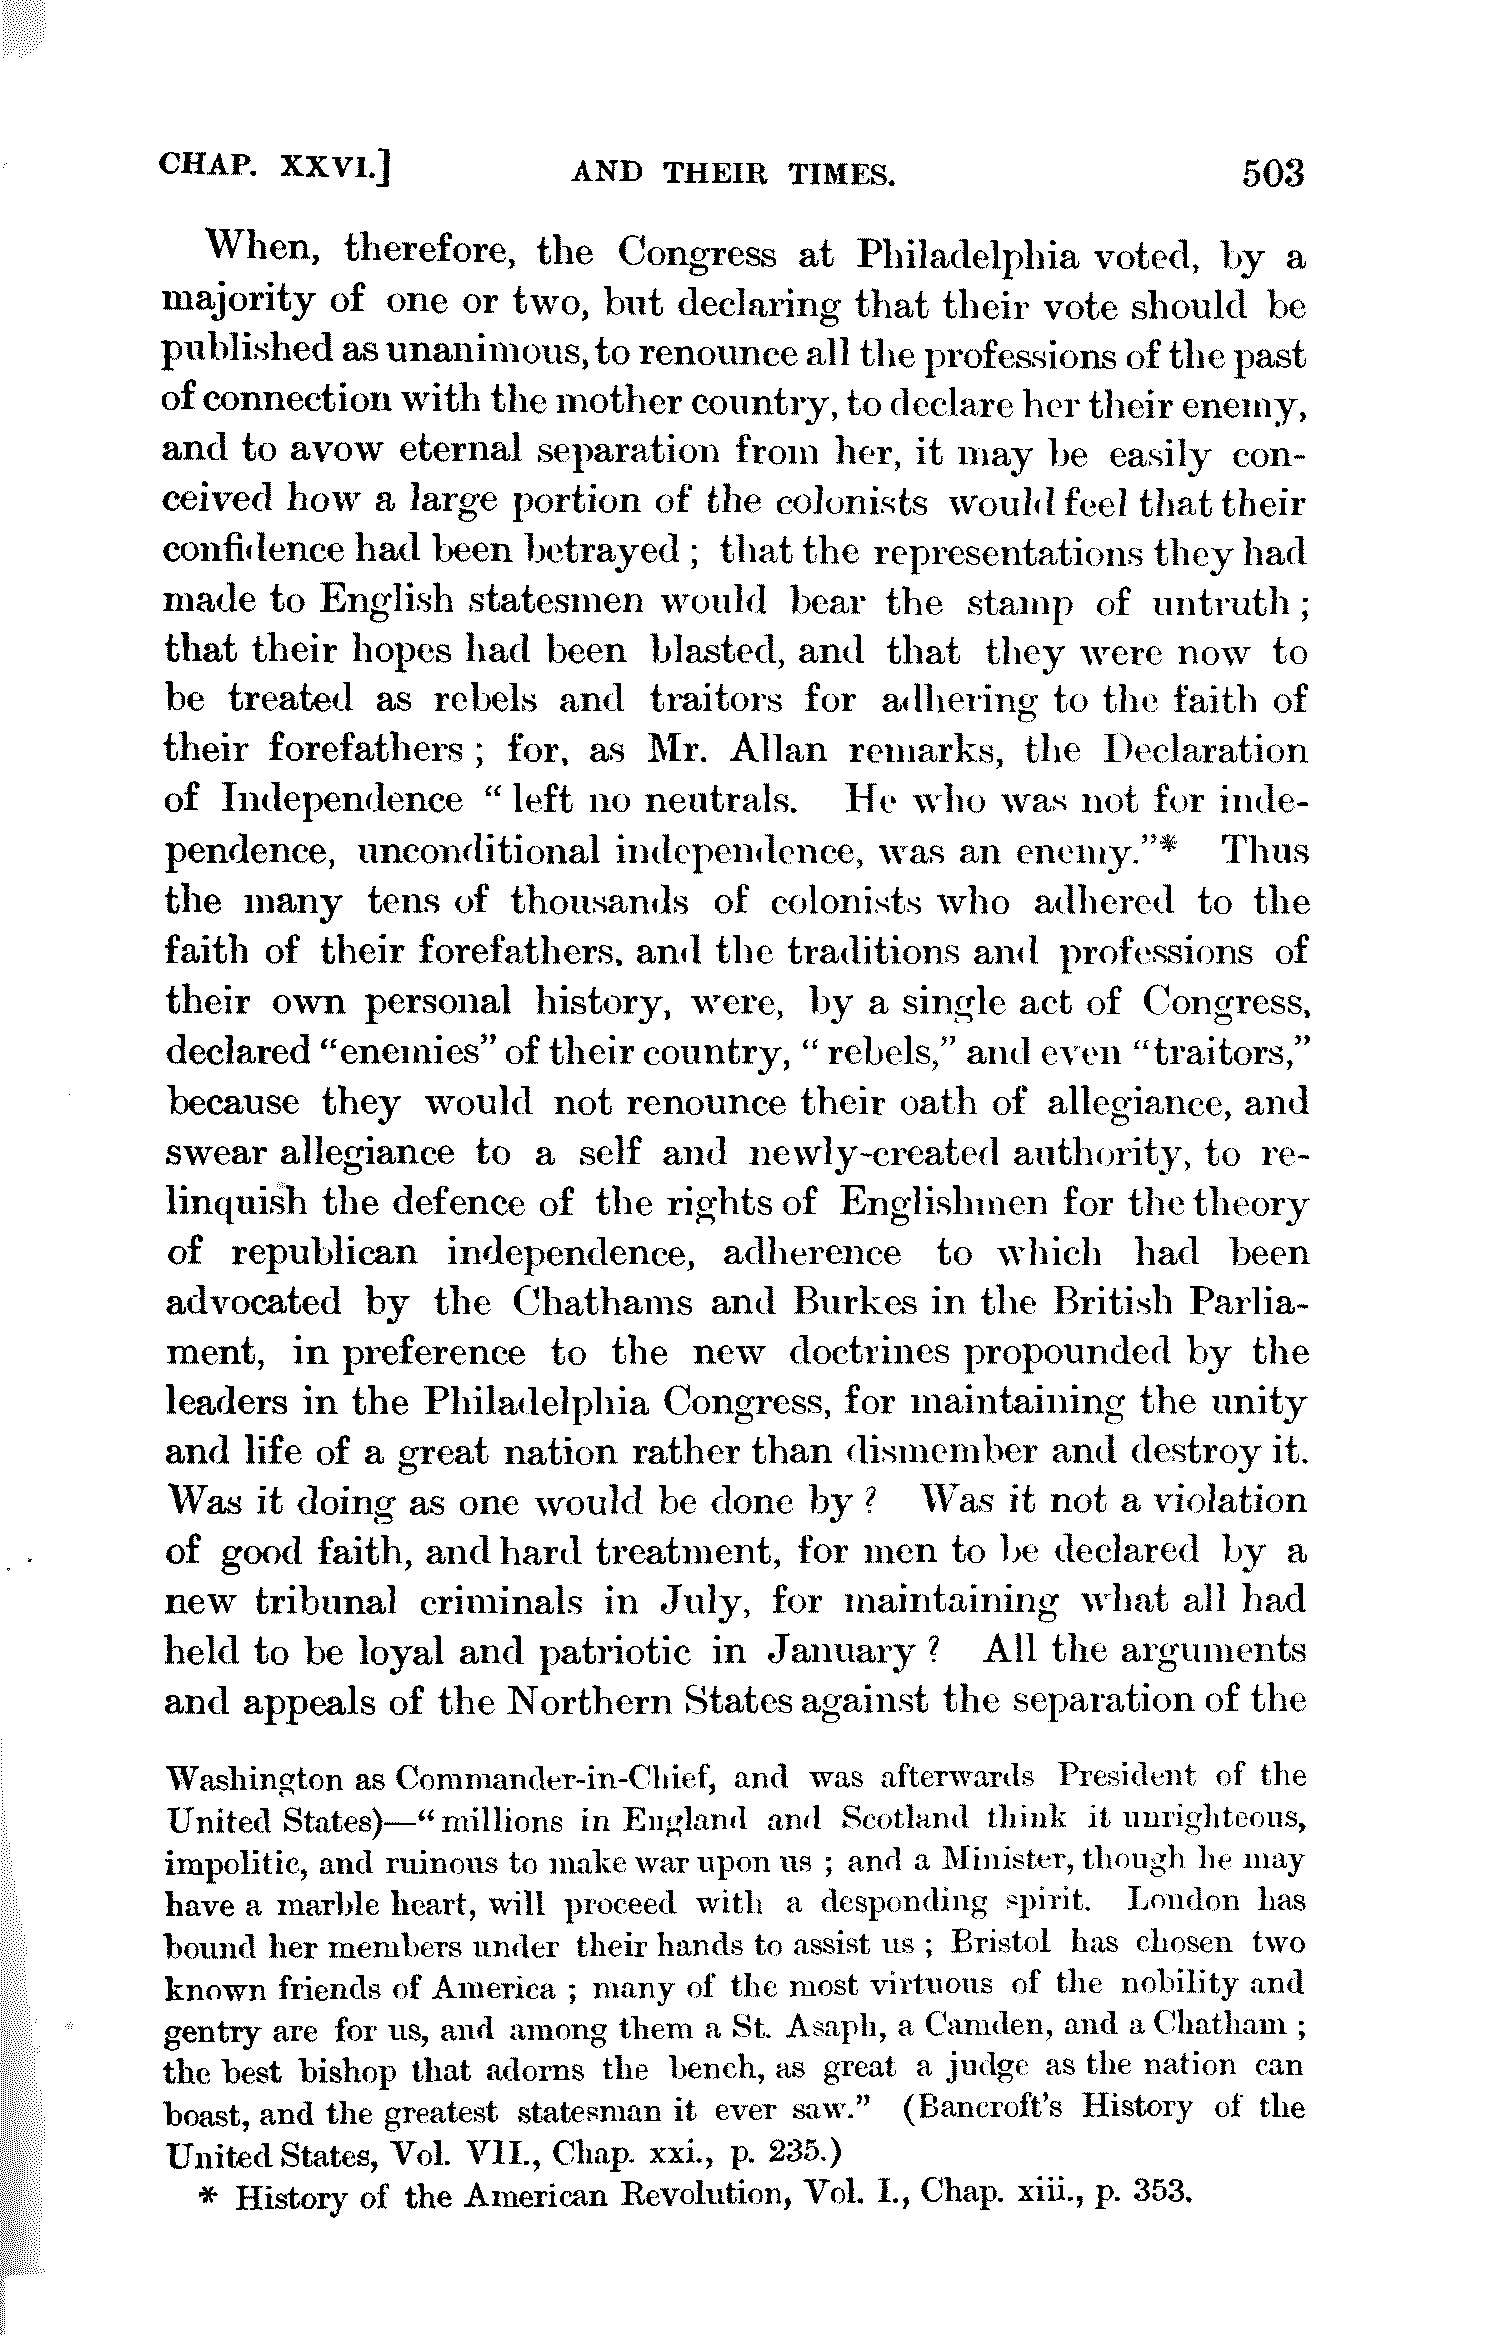 CHAP. XXVI.] AND THEIR TIMES. 503
When, therefore, the Congress at Philadelphia voted, by a
majority of one or two, but declaring that their vote should be
published as unanimous, to renounce all the professions of the past
of connection with the mother country, to declare her their enemy,
and to avow eternal separation from her, it may be easily con-
ceived how a large portion of the colonists would feel that their
confidence had been betrayed ; that the representations they had
made to English statesmen would bear the stamp of untruth ;
that their hopes had been blasted, and that they were now to
be treated as rebels and traitors for adhering to the faith of
their forefathers ; for, as Mr. Allan remarks, the Declaration
of Independence “ left no neutrals. He who was not for inde-
pendence, unconditional independence, was an enemy.”* Thus
the many tens of thousands of colonists who adhered to the
faith of their forefathers, and the traditions and professions of
their own personal history, were, by a single act of Congress,
declared “enemies” of their country, “ rebels,” and even “traitors,”
because they would not renounce their oath of allegiance, and
swear allegiance to a self and newly-created authority, to re-
linquish the defence of the rights of Englishmen for the theory
of republican independence, adherence to which had been
advocated by the Chathams and Burkes in the British Parlia-
ment, in preference to the new doctrines propounded by the
leaders in the Philadelphia Congress, for maintaining the unity
and life of a great nation rather than dismember and destroy it.
Was it doing as one would be done by ? Was it not a violation
of good faith, and hard treatment, for men to be declared by a
new tribunal criminals in July, for maintaining what all had
held to be loyal and patriotic in January ? All the arguments
and appeals of the Northern States against the separation of the
Washington as Commander-in-Chief, and was afterwards President of the
United States)—“ millions in England and Scotland think it unrighteous,
impolitic, and ruinous to make war upon us ; and a Minister, though he may
have a marble heart, will proceed with a desponding spirit. London has
bound her members under their hands to assist us ; Bristol has chosen two
known friends of America ; many of the most virtuous of the nobility and
gentry are for us, and among them a St. Asaph, a Camden, and a Chatham ;
the best bishop that adorns the bench, as great a judge as the nation can
boast, and the greatest statesman it ever saw.” (Bancroft's History of the
United States, Vol. VII., Chap. xxi., p. 235.)
* History of the American Revolution, Vol. I., Chap. xiii., p. 353.